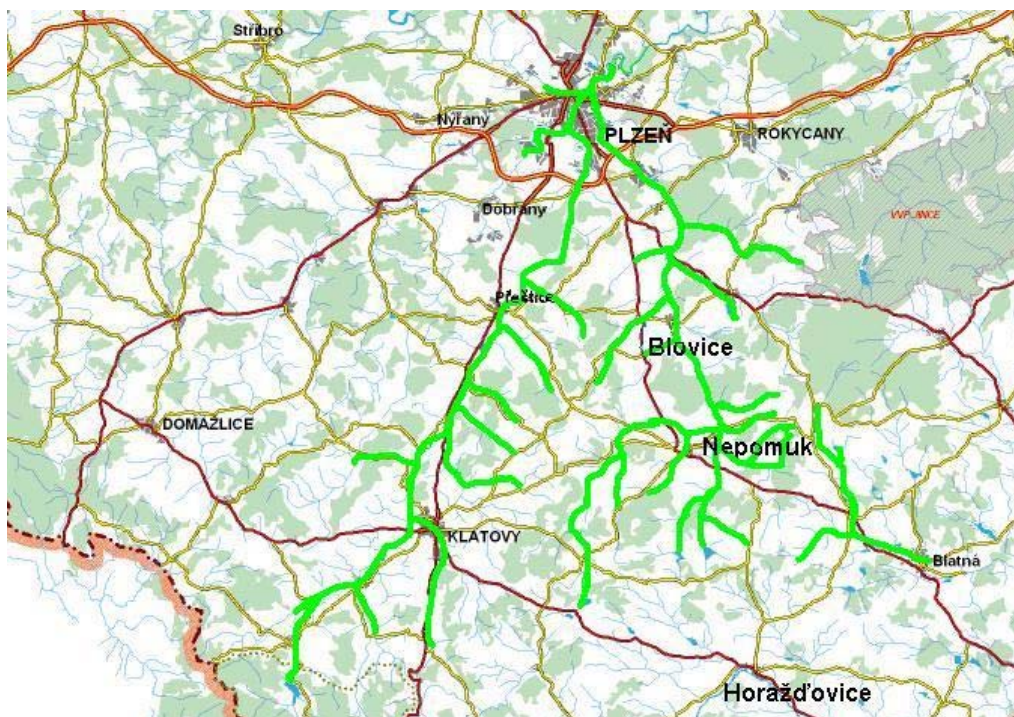 Stříbro
Nýřany
PLZEŇ
ROKYCANY
Dobřany
VVP JINCE
Přeštice
Blovice
DOMAŽLICE
Nepomuk
KLATOVY
Blatná
Horažďovice